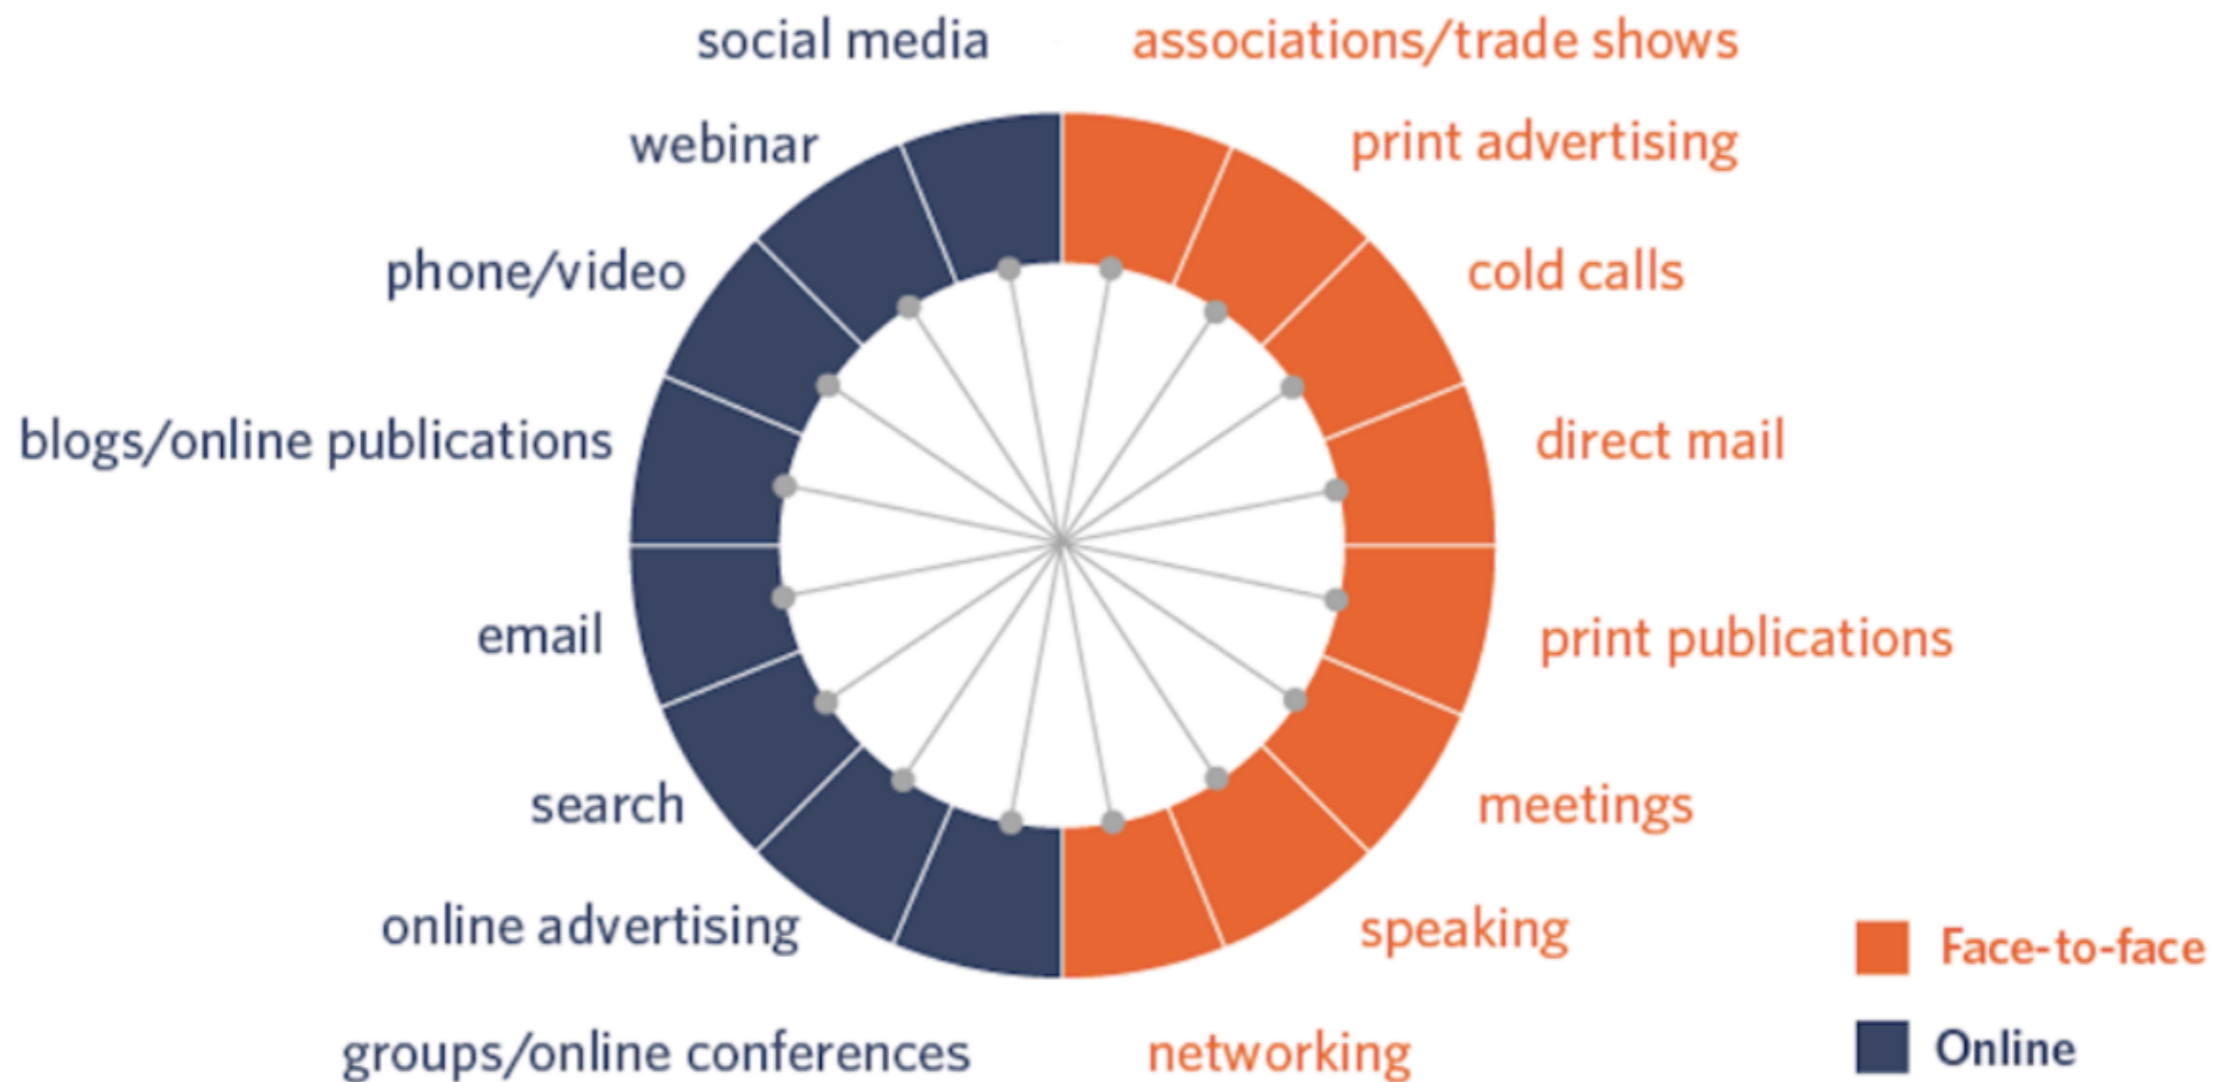 social media
associations/trade shows
webinar
print advertising
phone/video
cold calls
blogs/online publications
direct mail
email
print publications
search
meetings
online advertising
speaking
groups/online conferences
networking
Face-to-face
Online